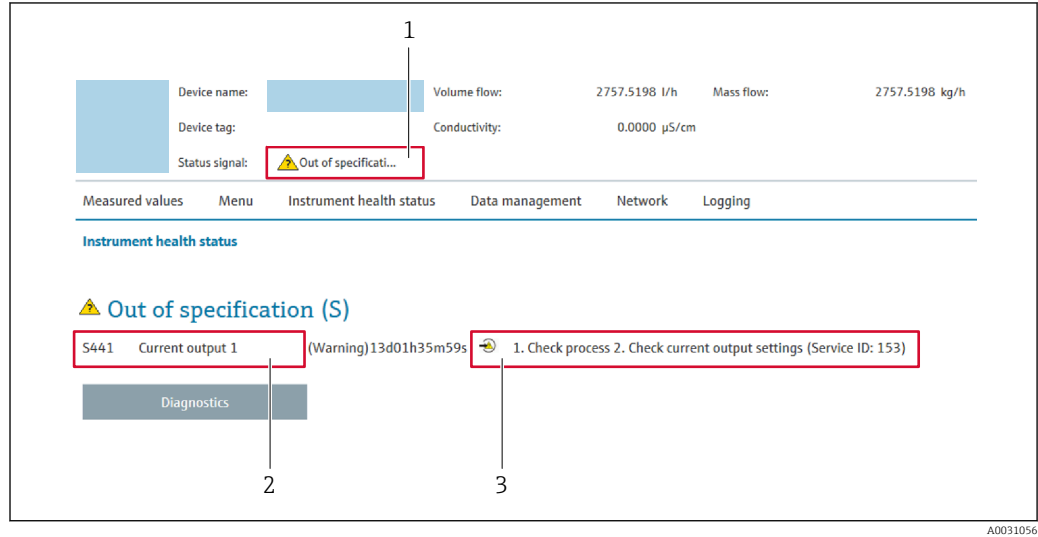 1
Device name: Volume flow: 2757.5198 l/h Mass flow: 2757.5198 kg/h
Device tag: Conductivity: 0.0000 µS/cm
Status signal: Out of specificati...
Measured values Menu Instrument health status Data management Network Logging
Instrument health status
Out of specification (S)
S441 Current output 1 (Warning)13d01h35m59s 1. Check process 2. Check current output settings (Service ID: 153)
Diagnostics
2 3
A0031056